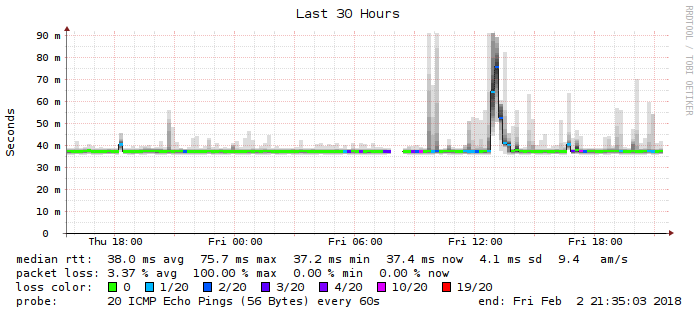 Last 30 Hours
RRDTOOL / TOBI OETIKER
Seconds
90 m
80 m
70 m
60 m
50 m
40 m
30 m
20 m
10 m
0
Thu 18:00 Fri 00:00 Fri 06:00 Fri 12:00 Fri 18:00
median rtt: 38.0 ms avg 75.7 ms max 37.2 ms min 37.4 ms now 4.1 ms sd 9.4 am/s
packet loss: 3.37 % avg 100.00 % max 0.00 % min 0.00 % now
loss color: 0 1/20 2/20 3/20 4/20 10/20 19/20
probe: 20 ICMP Echo Pings (56 Bytes) every 60s end: Fri Feb 2 21:35:03 2018